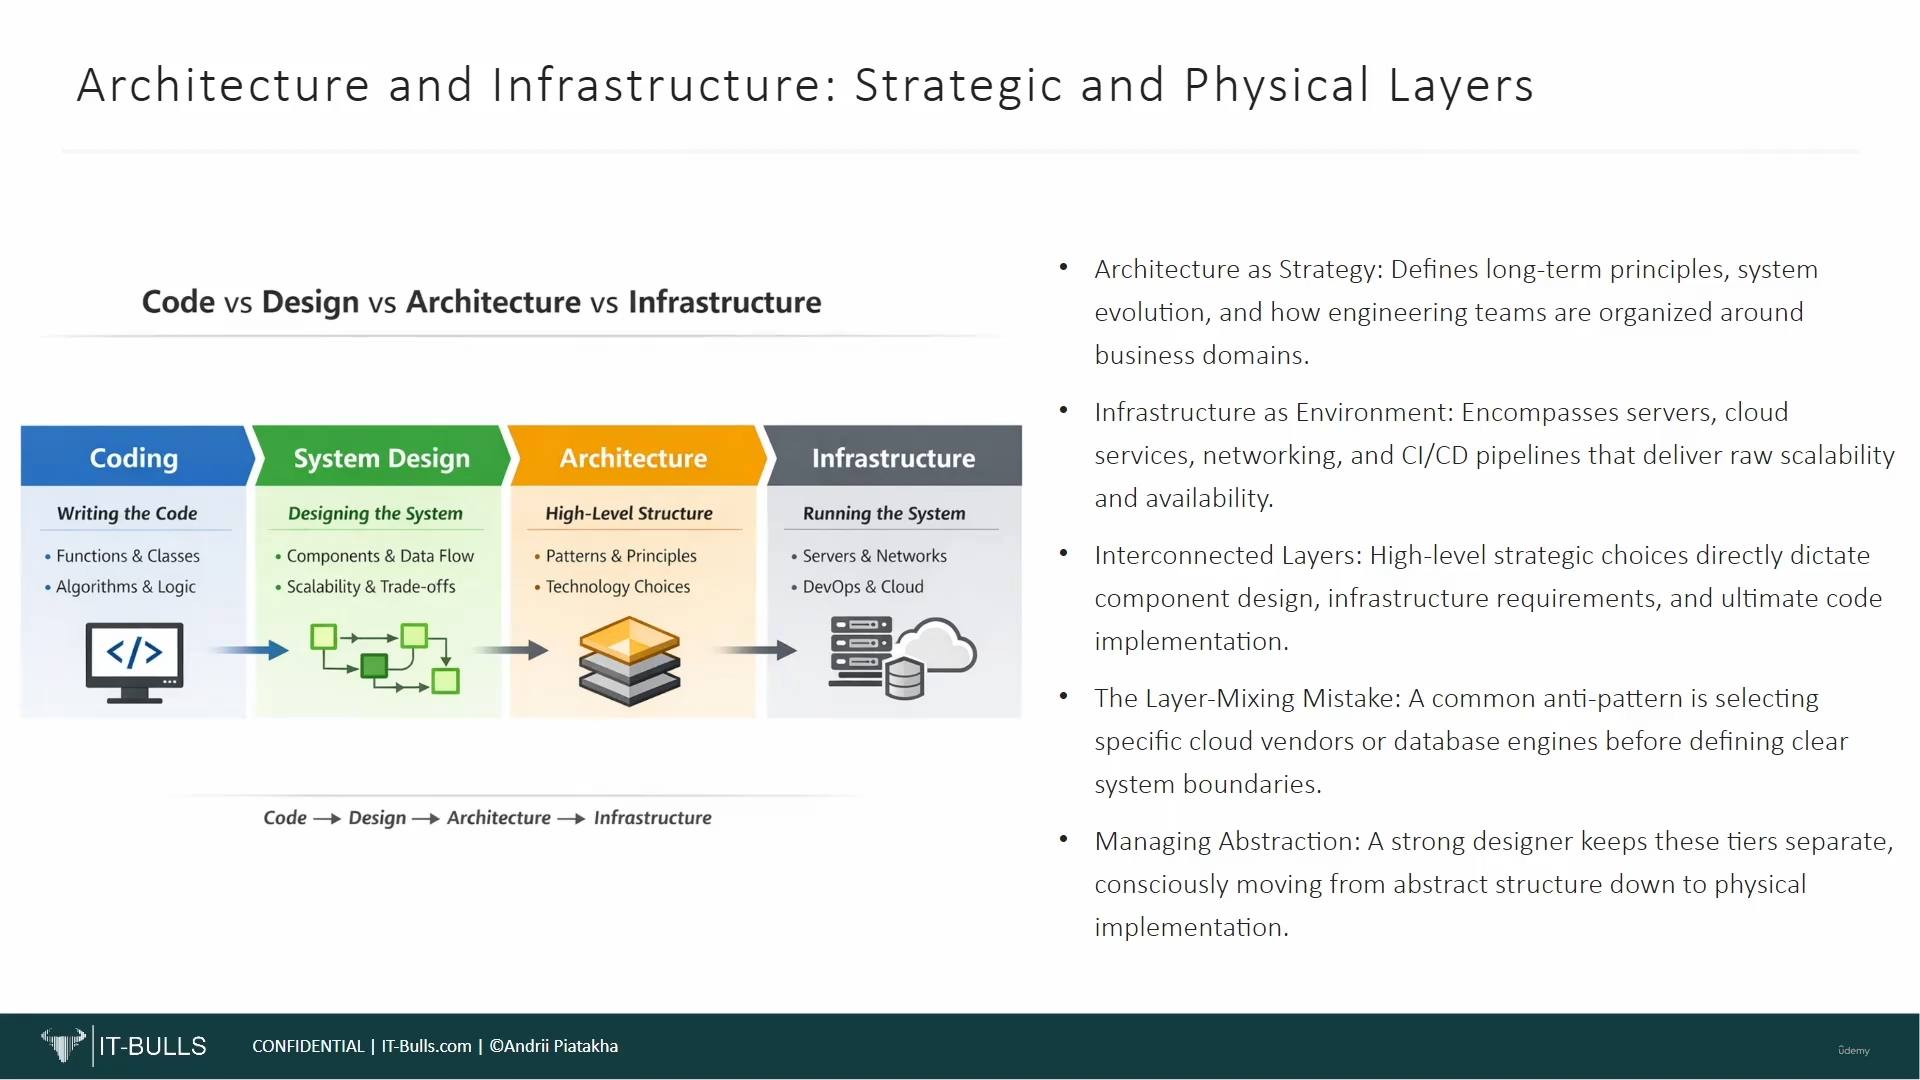 Architecture and Infrastructure: Strategic and Physical Layers
Code vs Design vs Architecture vs Infrastructure
Coding
Writing the Code
• Functions & Classes
• Algorithms & Logic
</>
System Design
Designing the System
• Components & Data Flow
• Scalability & Trade-offs
Architecture
High-Level Structure
• Patterns & Principles
• Technology Choices
Infrastructure
Running the System
• Servers & Networks
• DevOps & Cloud
Code → Design → Architecture → Infrastructure
• Architecture as Strategy: Defines long-term principles, system
evolution, and how engineering teams are organized around
business domains.
• Infrastructure as Environment: Encompasses servers, cloud
services, networking, and CI/CD pipelines that deliver raw scalability
and availability.
• Interconnected Layers: High-level strategic choices directly dictate
component design, infrastructure requirements, and ultimate code
implementation.
• The Layer-Mixing Mistake: A common anti-pattern is selecting
specific cloud vendors or database engines before defining clear
system boundaries.
• Managing Abstraction: A strong designer keeps these tiers separate,
consciously moving from abstract structure down to physical
implementation.
IT-BULLS
CONFIDENTIAL | IT-Bulls.com | ©Andrii Piatakha
ûdemy